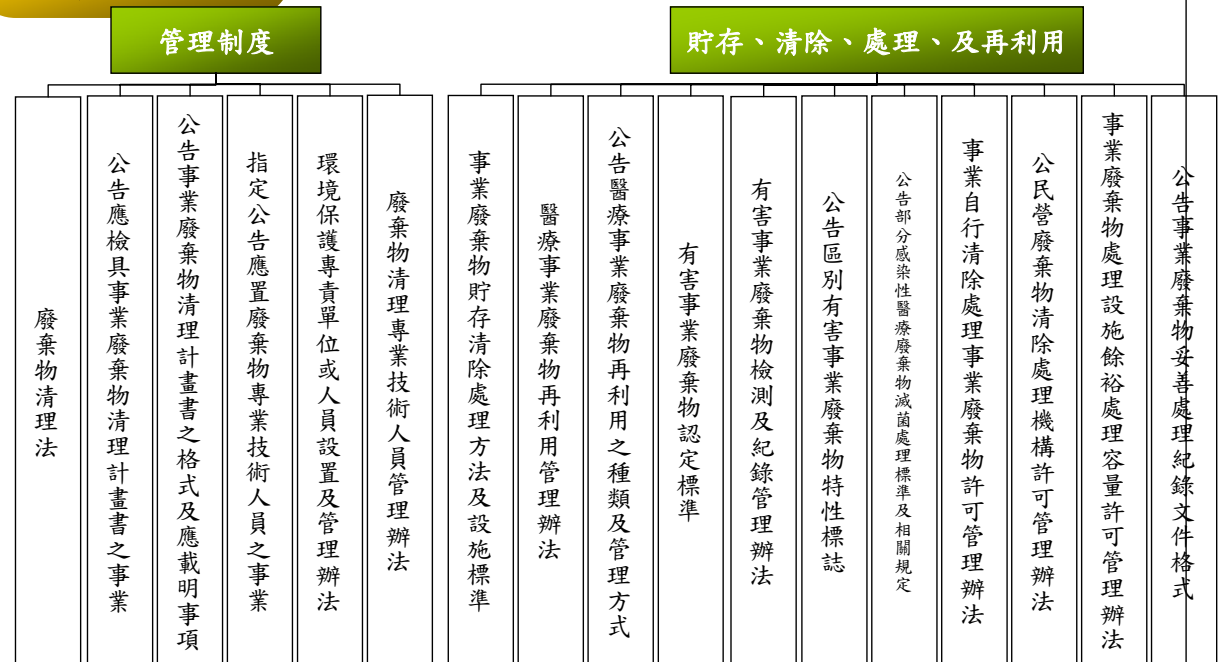 管理制度
廢棄物清理法
公告應檢具事業廢棄物清理計畫書之事業
公告事業廢棄物清理計畫書之格式及應載明事項
指定公告應置廢棄物專業技術人員之事業
環境保護專責單位或人員設置及管理辦法
廢棄物清理專業技術人員管理辦法
貯存、清除、處理、及再利用
事業廢棄物貯存清除處理方法及設施標準
醫療事業廢棄物再利用管理辦法
公告醫療事業廢棄物再利用之種類及管理方式
有害事業廢棄物認定標準
有害事業廢棄物檢測及紀錄管理辦法
公告區別有害事業廢棄物特性標誌
公告部分感染性醫療廢棄物滅菌處理標準及相關規定
事業自行清除處理事業廢棄物許可管理辦法
公民營廢棄物清除處理機構許可管理辦法
事業廢棄物處理設施餘裕處理容量許可管理辦法
公告事業廢棄物妥善處理紀錄文件格式